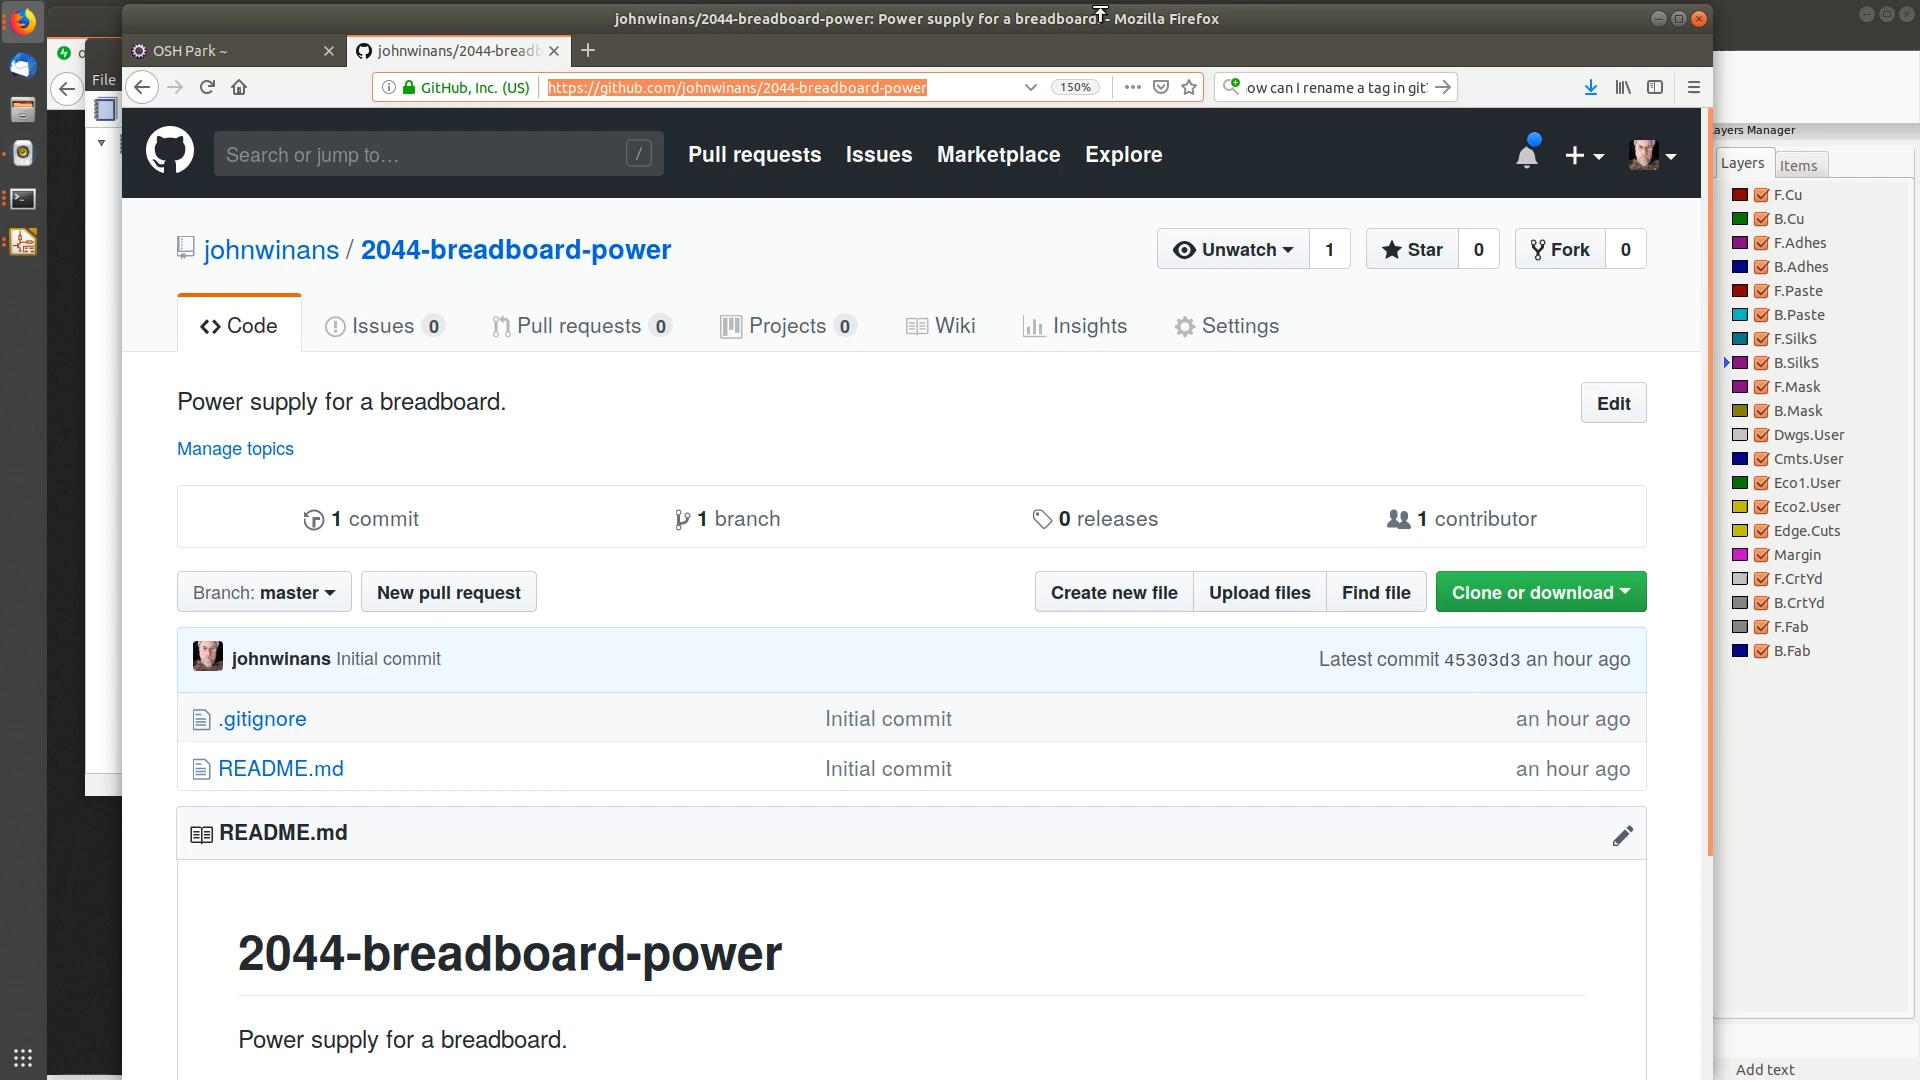 johnwinans/2044-breadboard-power: Power supply for a breadboard. - Mozilla Firefox
OSH Park ~
johnwinans/2044-breadb
File
GitHub, Inc. (US)
https://github.com/johnwinans/2044-breadboard-power
150%
ow can I rename a tag in git?
Search or jump to…
/
Pull requests
Issues
Marketplace
Explore
johnwinans / 2044-breadboard-power
Unwatch 1
Star 0
Fork 0
Code
Issues 0
Pull requests 0
Projects 0
Wiki
Insights
Settings
Power supply for a breadboard.
Edit
Manage topics
1 commit
1 branch
0 releases
1 contributor
Branch: master
New pull request
Create new file
Upload files
Find file
Clone or download
johnwinans Initial commit
Latest commit 45303d3 an hour ago
.gitignore
Initial commit
an hour ago
README.md
Initial commit
an hour ago
README.md
2044-breadboard-power
Power supply for a breadboard.
ayers Manager
Layers
Items
F.Cu
B.Cu
F.Adhes
B.Adhes
F.Paste
B.Paste
F.SilkS
B.SilkS
F.Mask
B.Mask
Dwgs.User
Cmts.User
Eco1.User
Eco2.User
Edge.Cuts
Margin
F.CrtYd
B.CrtYd
F.Fab
B.Fab
Add text